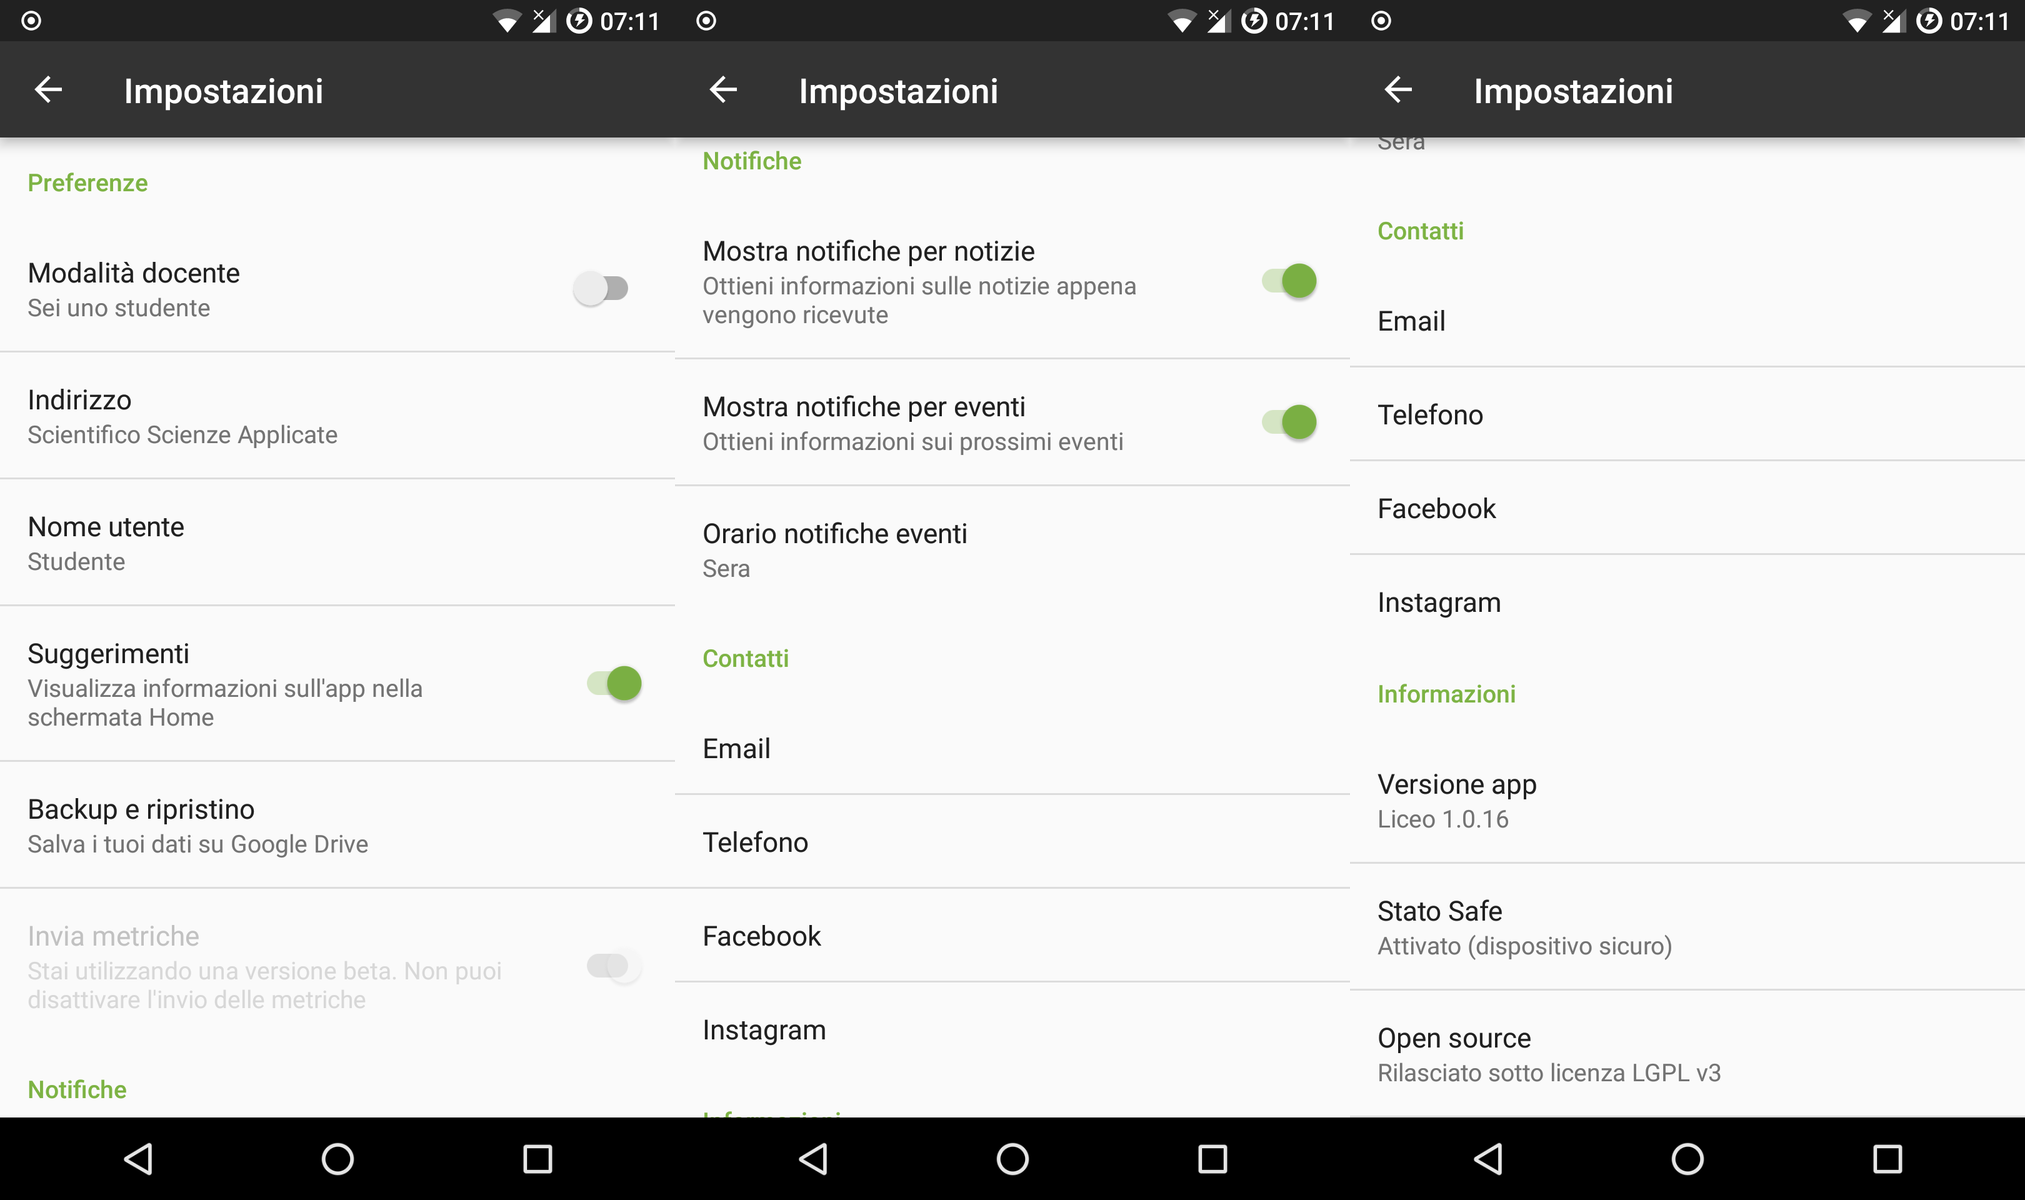 07:11
Impostazioni
Preferenze
Modalità docente
Sei uno studente
Indirizzo
Scientifico Scienze Applicate
Nome utente
Studente
Suggerimenti
Visualizza informazioni sull'app nella
schermata Home
Backup e ripristino
Salva i tuoi dati su Google Drive
Invia metriche
Stai utilizzando una versione beta. Non puoi
disattivare l'invio delle metriche
Notifiche
07:11
Impostazioni
Notifiche
Mostra notifiche per notizie
Ottieni informazioni sulle notizie appena
vengono ricevute
Mostra notifiche per eventi
Ottieni informazioni sui prossimi eventi
Orario notifiche eventi
Sera
Contatti
Email
Telefono
Facebook
Instagram
Informazioni
07:11
Impostazioni
Sera
Contatti
Email
Telefono
Facebook
Instagram
Informazioni
Versione app
Liceo 1.0.16
Stato Safe
Attivato (dispositivo sicuro)
Open source
Rilasciato sotto licenza LGPL v3